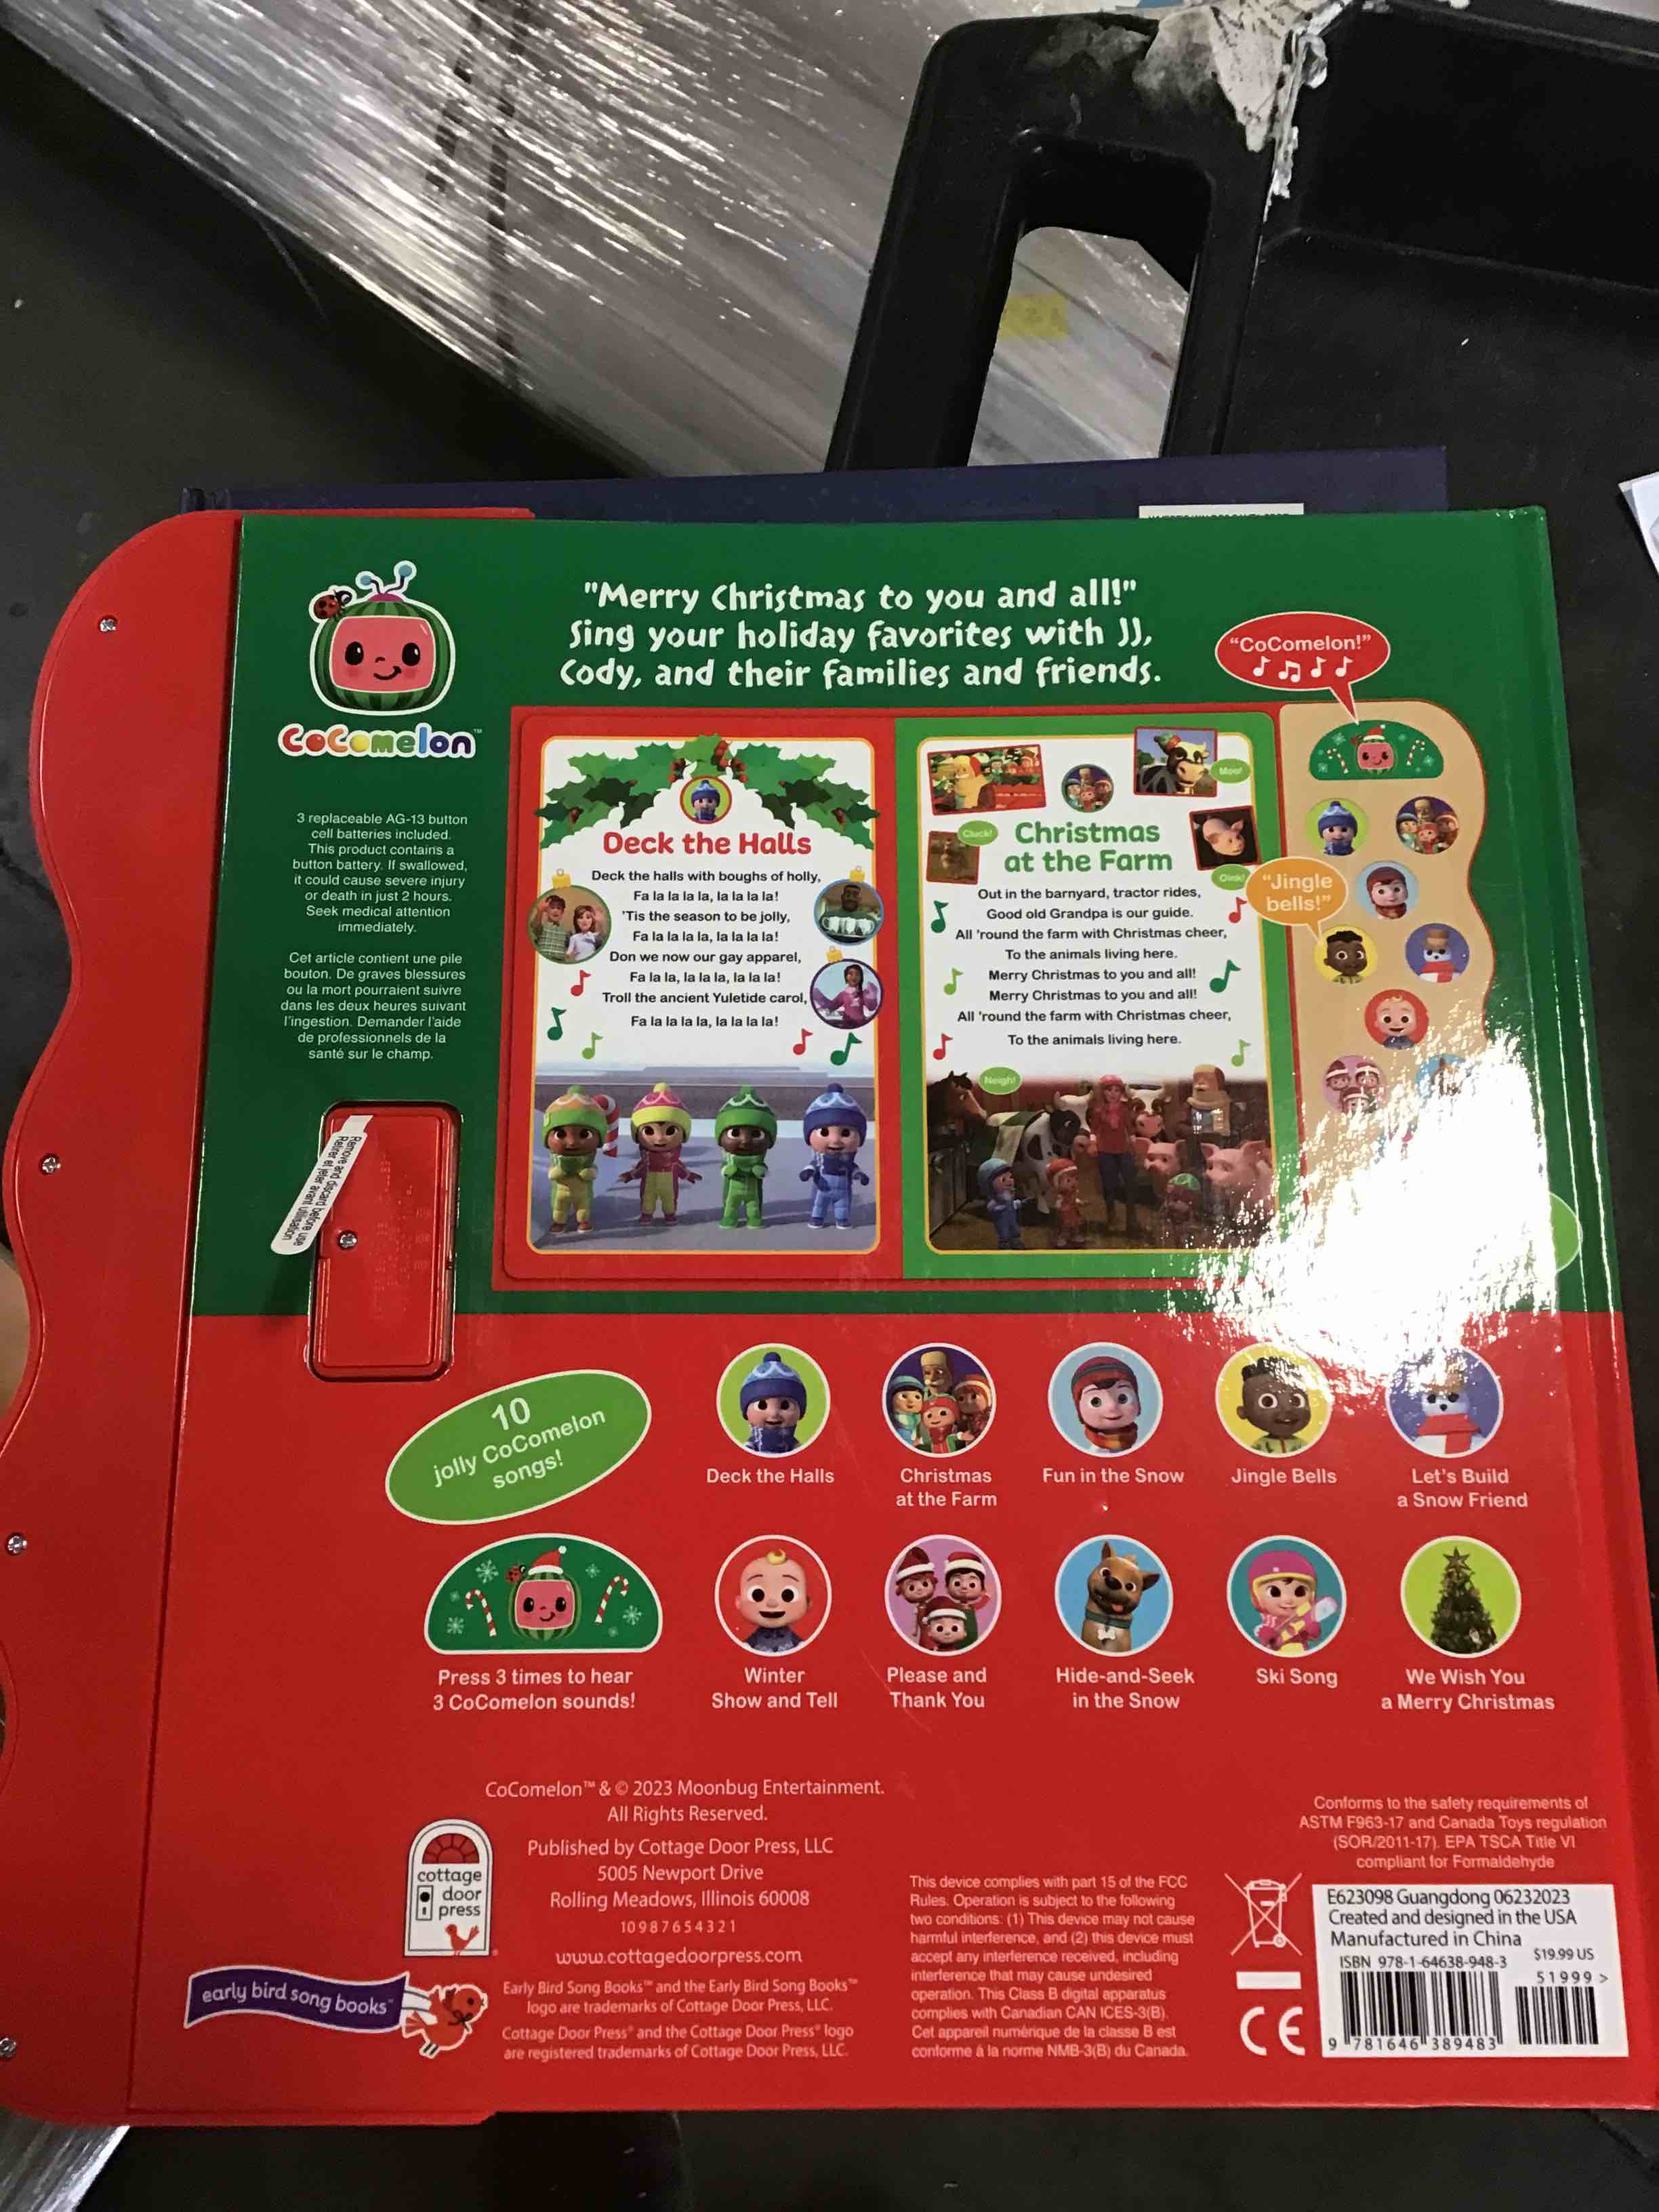 "Merry Christmas to you and all!"
Sing your holiday favorites with JJ,
Cody, and their families and friends.
"CoComelon!"
CoComelon™
3 replaceable AG-13 button
cell batteries included.
This product contains a
button battery. If swallowed,
it could cause severe injury
or death in just 2 hours.
Seek medical attention
immediately.
Cet article contient une pile
bouton. De graves blessures
ou la mort pourraient suivre
dans les deux heures suivant
l'ingestion. Demander l'aide
de professionnels de la
santé sur le champ.
Remove and discard before use
Retirer et jeter avant utilisation
Deck the Halls
Deck the halls with boughs of holly,
Fa la la la la, la la la la!
'Tis the season to be jolly,
Fa la la la la, la la la la!
Don we now our gay apparel,
Fa la la, la la la, la la la!
Troll the ancient Yuletide carol,
Fa la la la la, la la la la!
Moo!
Cluck!
Oink!
Christmas
at the Farm
Out in the barnyard, tractor rides,
Good old Grandpa is our guide.
All 'round the farm with Christmas cheer,
To the animals living here.
Merry Christmas to you and all!
Merry Christmas to you and all!
All 'round the farm with Christmas cheer,
To the animals living here.
Neigh!
"Jingle
bells!"
10
jolly CoComelon
songs!
Deck the Halls
Christmas
at the Farm
Fun in the Snow
Jingle Bells
Let's Build
a Snow Friend
Press 3 times to hear
3 CoComelon sounds!
Winter
Show and Tell
Please and
Thank You
Hide-and-Seek
in the Snow
Ski Song
We Wish You
a Merry Christmas
CoComelon™ & © 2023 Moonbug Entertainment.
All Rights Reserved.
Published by Cottage Door Press, LLC
5005 Newport Drive
Rolling Meadows, Illinois 60008
10 9 8 7 6 5 4 3 2 1
www.cottagedoorpress.com
Early Bird Song Books™ and the Early Bird Song Books™
logo are trademarks of Cottage Door Press, LLC.
Cottage Door Press® and the Cottage Door Press® logo
are registered trademarks of Cottage Door Press, LLC.
cottage
door
press
early bird song books™
This device complies with part 15 of the FCC
Rules. Operation is subject to the following
two conditions: (1) This device may not cause
harmful interference, and (2) this device must
accept any interference received, including
interference that may cause undesired
operation. This Class B digital apparatus
complies with Canadian CAN ICES-3(B).
Cet appareil numérique de la classe B est
conforme à la norme NMB-3(B) du Canada.
Conforms to the safety requirements of
ASTM F963-17 and Canada Toys regulation
(SOR/2011-17). EPA TSCA Title VI
compliant for Formaldehyde
CE
E623098 Guangdong 06232023
Created and designed in the USA
Manufactured in China
ISBN 978-1-64638-948-3
$19.99 US
51999 >
9 781646 389483